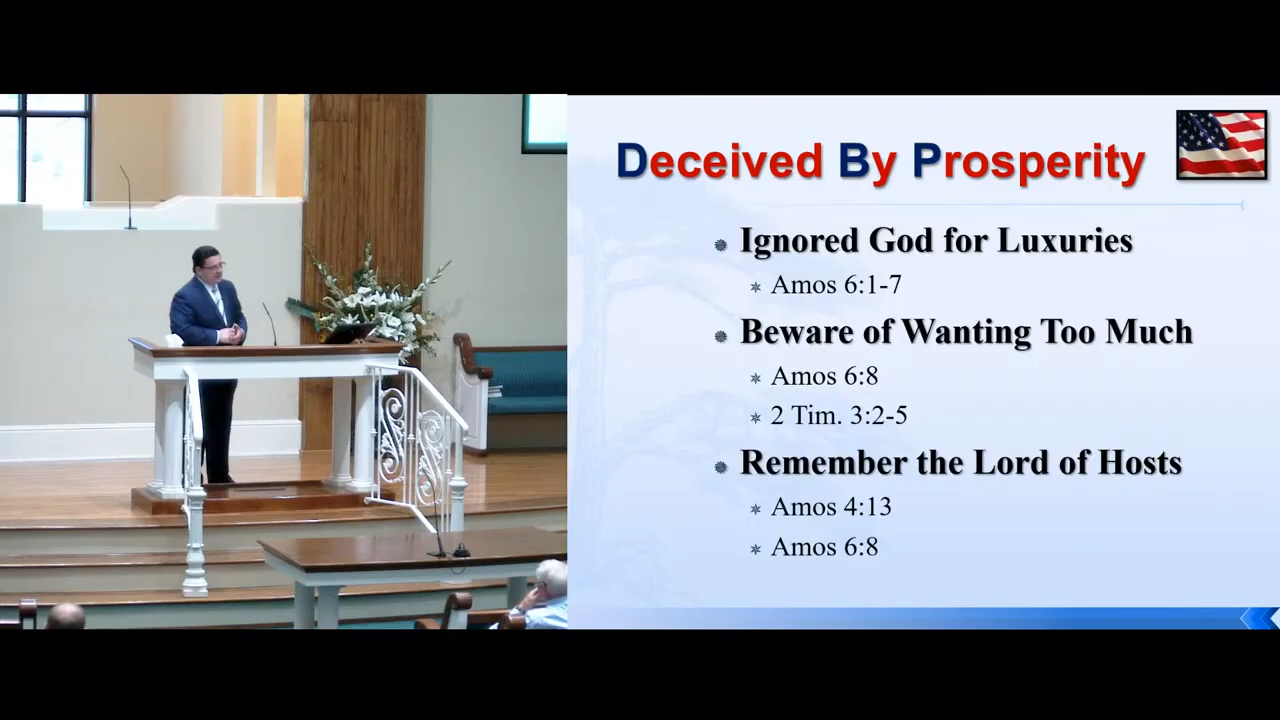 Deceived By Prosperity
Ignored God for Luxuries
Amos 6:1-7
Beware of Wanting Too Much
Amos 6:8
2 Tim. 3:2-5
Remember the Lord of Hosts
Amos 4:13
Amos 6:8